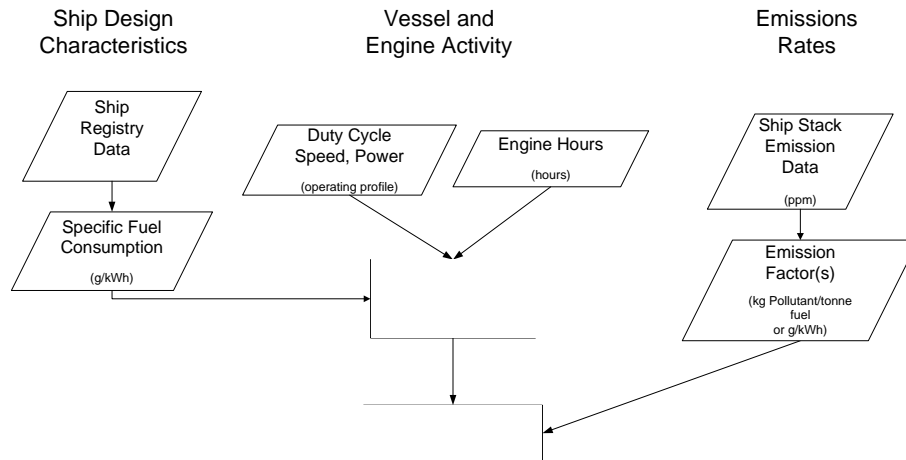 Ship Design
Characteristics
Vessel and
Engine Activity
Emissions
Rates
Ship
Registry
Data
Duty Cycle
Speed, Power
(operating profile)
Engine Hours
(hours)
Ship Stack
Emission
Data
(ppm)
Specific Fuel
Consumption
(g/kWh)
Emission
Factor(s)
(kg Pollutant/tonne
fuel
or g/kWh)